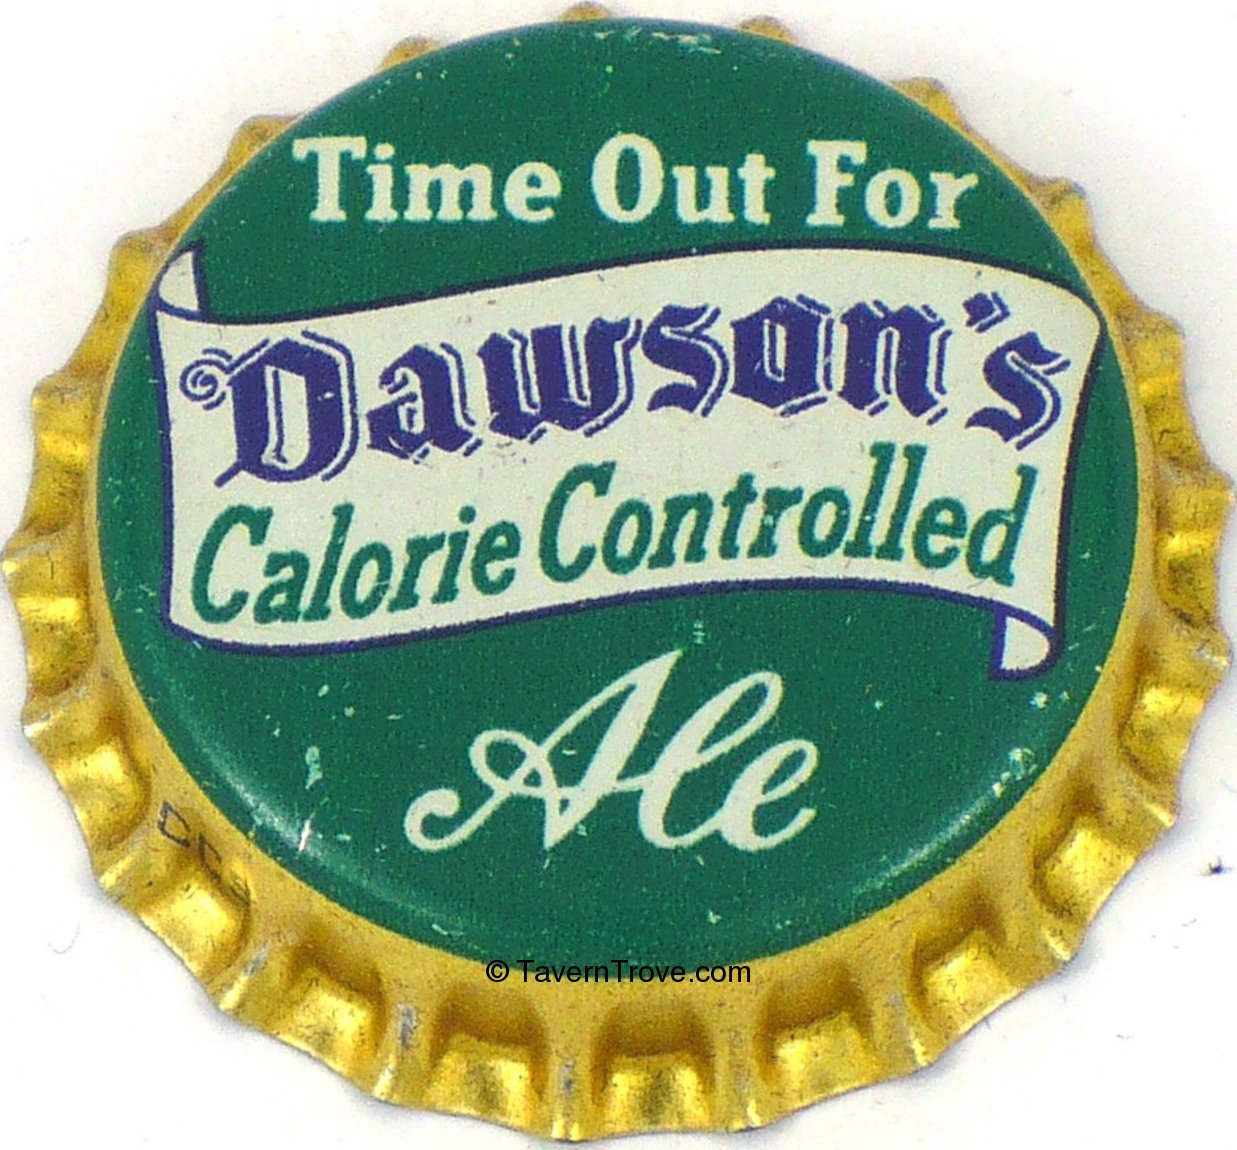 Time Out For
Dawson's
Calorie Controlled
Ale
© TavernTrove.com